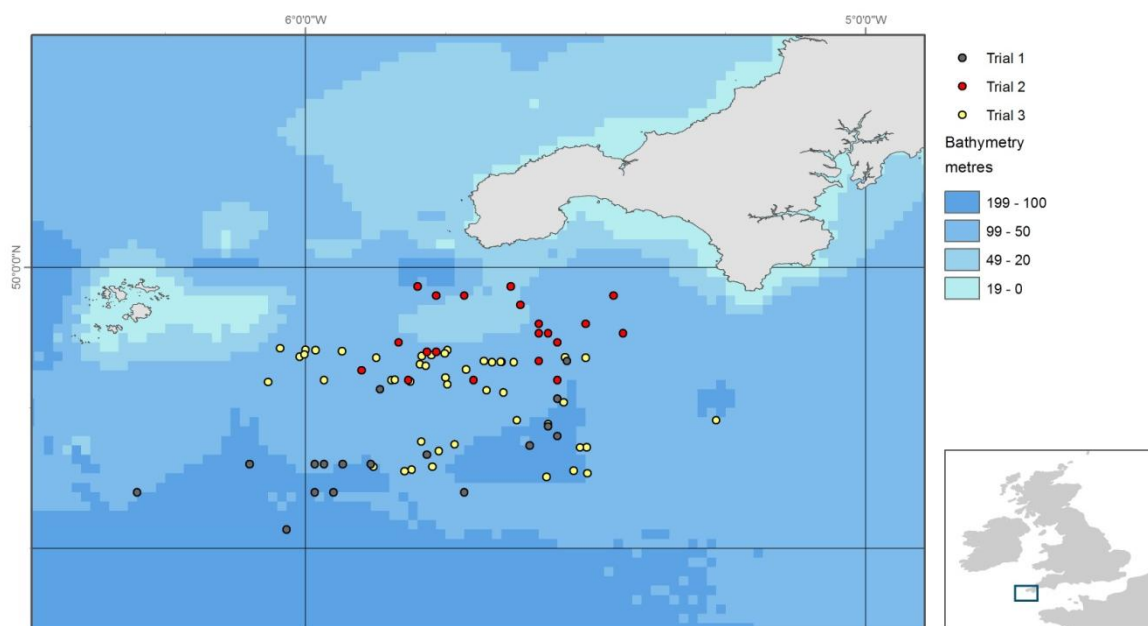 6°0'0"W
5°0'0"W
50°0'0"N
Trial 1
Trial 2
Trial 3
Bathymetry
metres
199 - 100
99 - 50
49 - 20
19 - 0